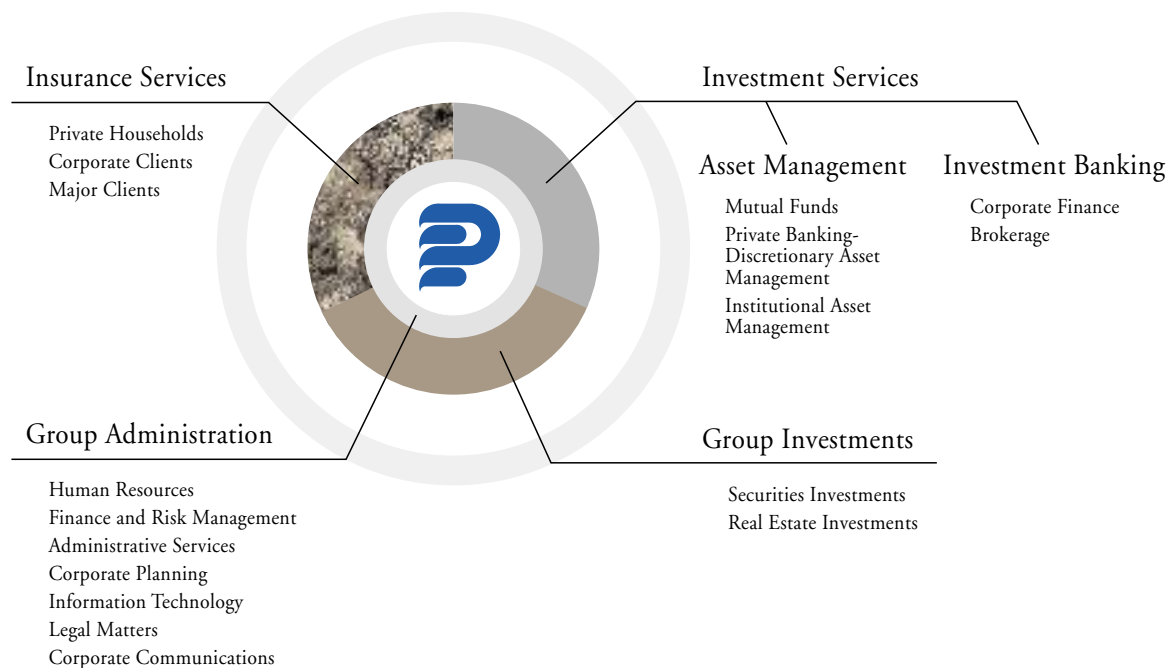 Insurance Services
Private Households
Corporate Clients
Major Clients
Investment Services
Asset Management
Mutual Funds
Private Banking-
Discretionary Asset
Management
Institutional Asset
Management
Investment Banking
Corporate Finance
Brokerage
Group Administration
Human Resources
Finance and Risk Management
Administrative Services
Corporate Planning
Information Technology
Legal Matters
Corporate Communications
Group Investments
Securities Investments
Real Estate Investments